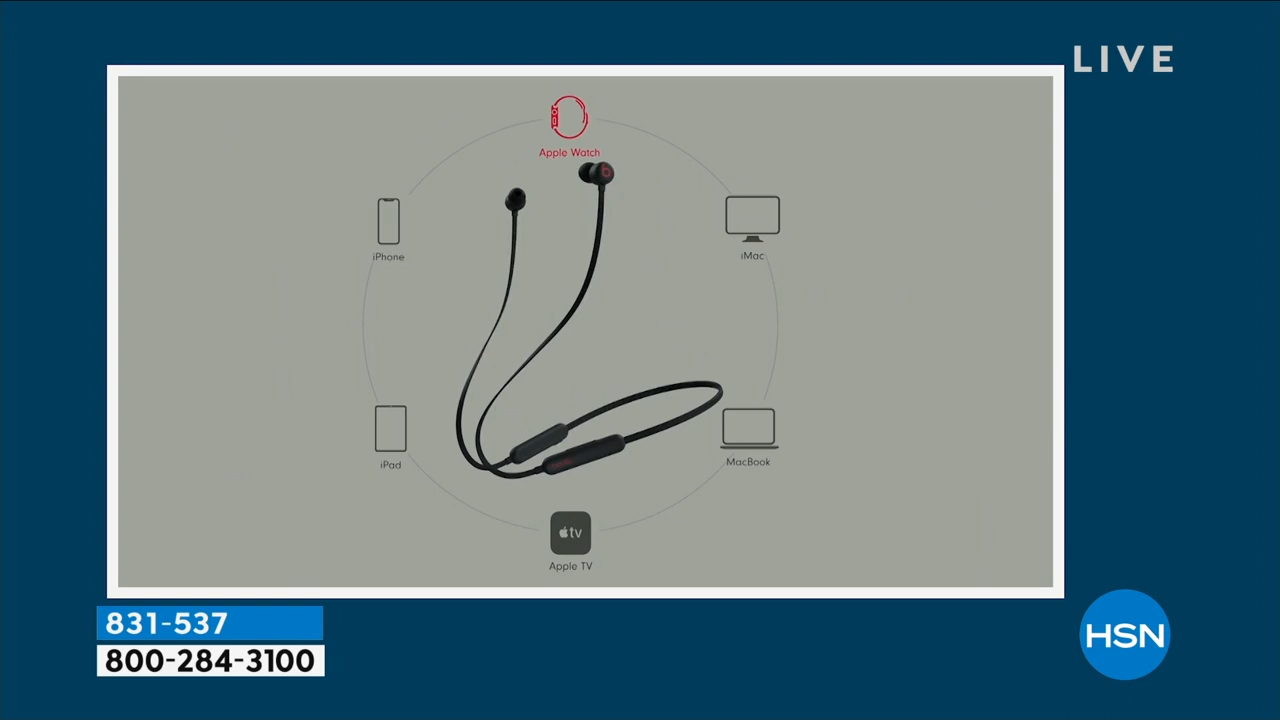 LIVE
Apple Watch
iPhone
iMac
iPad
MacBook
tv
Apple TV
831-537
800-284-3100
HSN